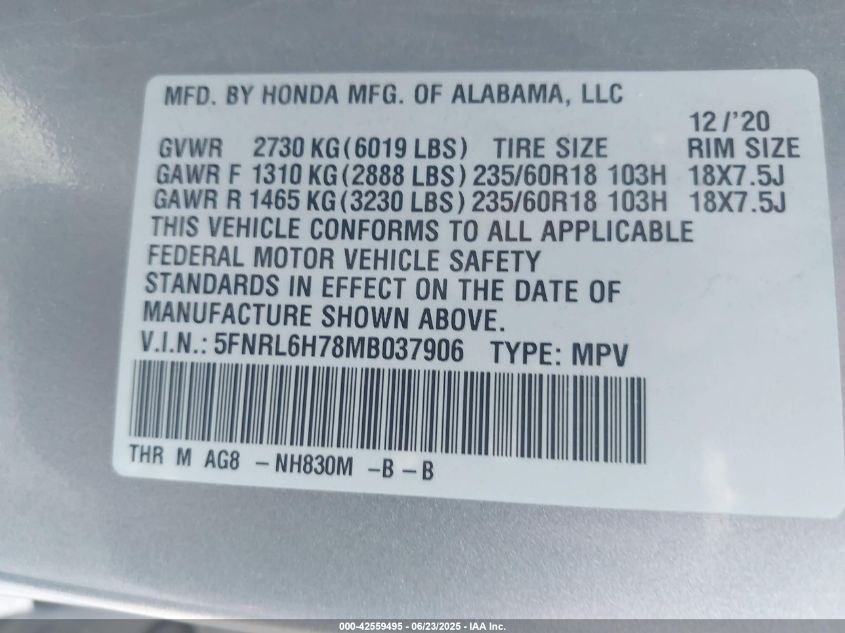 MFD. BY HONDA MFG. OF ALABAMA, LLC
12/'20
GVWR 2730 KG(6019 LBS) TIRE SIZE RIM SIZE
GAWR F 1310 KG(2888 LBS) 235/60R18 103H 18X7.5J
GAWR R 1465 KG(3230 LBS) 235/60R18 103H 18X7.5J
THIS VEHICLE CONFORMS TO ALL APPLICABLE
FEDERAL MOTOR VEHICLE SAFETY
STANDARDS IN EFFECT ON THE DATE OF
MANUFACTURE SHOWN ABOVE.
V.I.N.: 5FNRL6H78MB037906 TYPE: MPV
THR M AG8 -NH830M -B-B
000-42559495 - 06/23/2025 - IAA Inc.